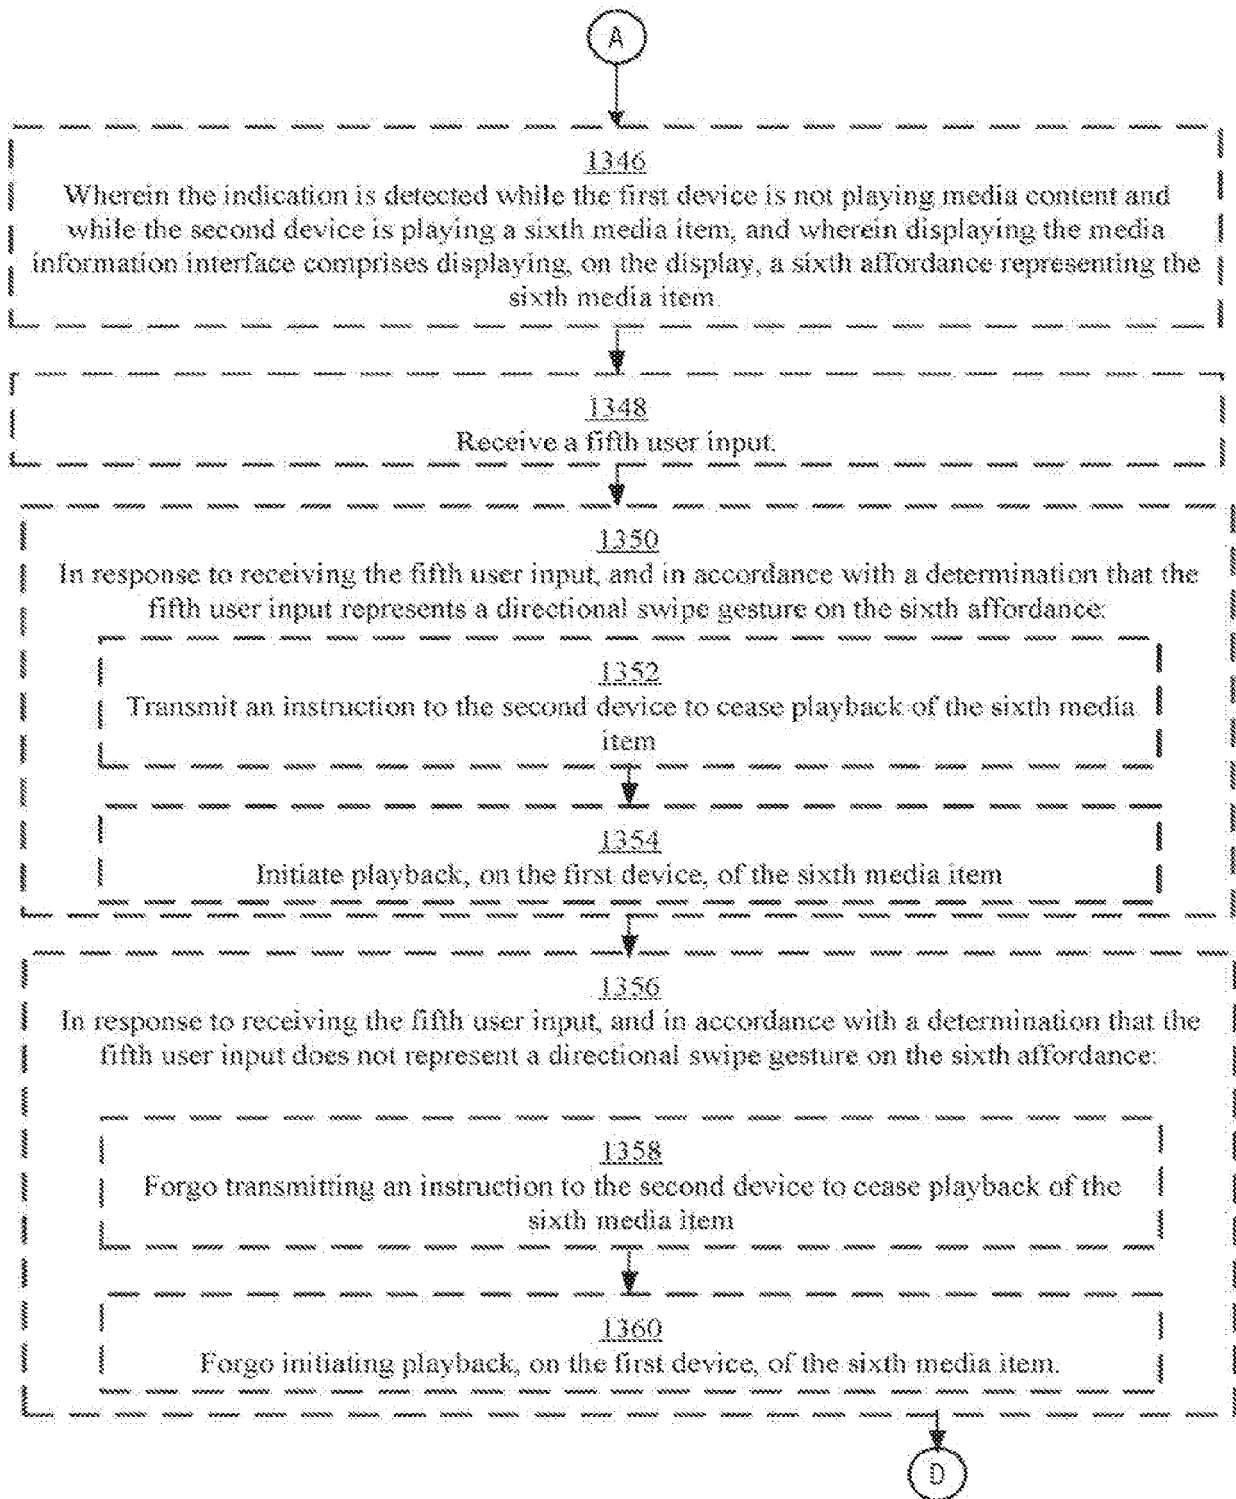 A
1346
Wherein the indication is detected while the first device is not playing media content and
while the second device is playing a sixth media item, and wherein displaying the media
information interface comprises displaying, on the display, a sixth affordance representing the
sixth media item
1348
Receive a fifth user input.
1350
In response to receiving the fifth user input, and in accordance with a determination that the
fifth user input represents a directional swipe gesture on the sixth affordance:
1352
Transmit an instruction to the second device to cease playback of the sixth media
item
1354
Initiate playback, on the first device, of the sixth media item
1356
In response to receiving the fifth user input, and in accordance with a determination that the
fifth user input does not represent a directional swipe gesture on the sixth affordance:
1358
Forgo transmitting an instruction to the second device to cease playback of the
sixth media item
1360
Forgo initiating playback, on the first device, of the sixth media item.
D